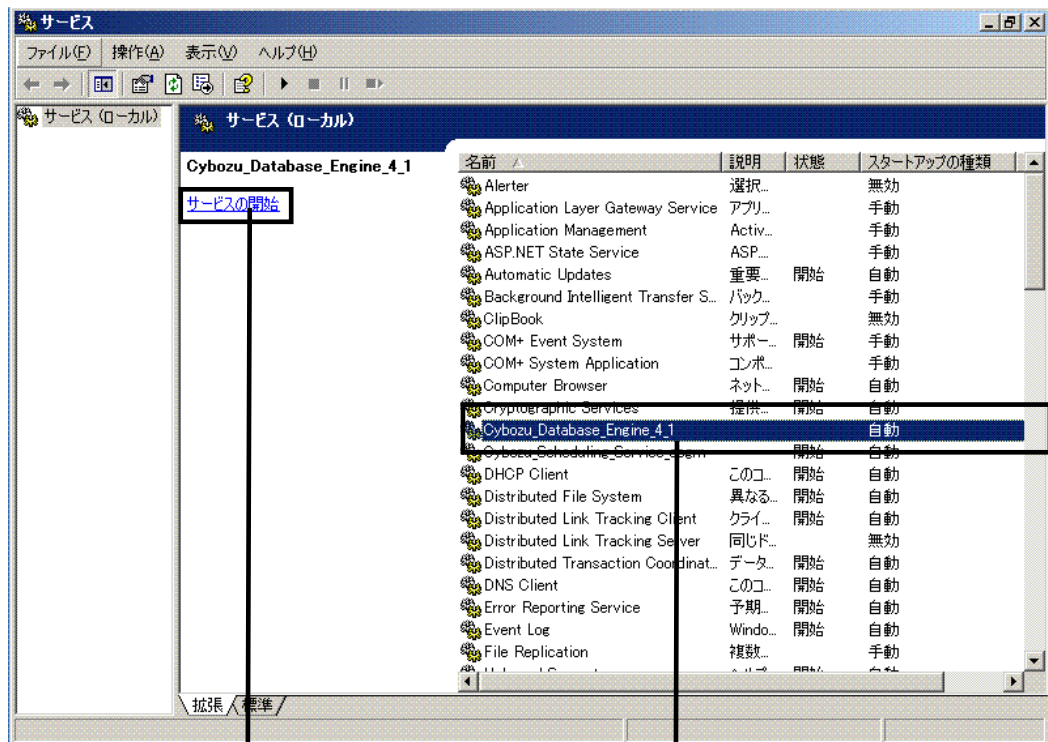 サービス
ファイル(F) 操作(A) 表示(V) ヘルプ(H)
サービス (ローカル)
サービス (ローカル)
Cybozu_Database_Engine_4_1
サービスの開始
名前 説明 状態 スタートアップの種類
Alerter 選択... 無効
Application Layer Gateway Service アプリ... 手動
Application Management Activ... 手動
ASP.NET State Service ASP.... 手動
Automatic Updates 重要... 開始 自動
Background Intelligent Transfer S... バック... 手動
ClipBook クリップ... 無効
COM+ Event System サポー... 開始 手動
COM+ System Application コンポ... 手動
Computer Browser ネット... 開始 自動
Cryptographic Services 提供... 開始 自動
Cybozu_Database_Engine_4_1 自動
Cybozu_Scheduling_Service_ 開始 自動
DHCP Client このコ... 開始 自動
Distributed File System 異なる... 開始 自動
Distributed Link Tracking Client クライ... 開始 自動
Distributed Link Tracking Server 同じド... 無効
Distributed Transaction Coordinat... データ... 開始 自動
DNS Client このコ... 開始 自動
Error Reporting Service 予期... 開始 自動
Event Log Windo... 開始 自動
File Replication 複数... 手動
拡張 標準